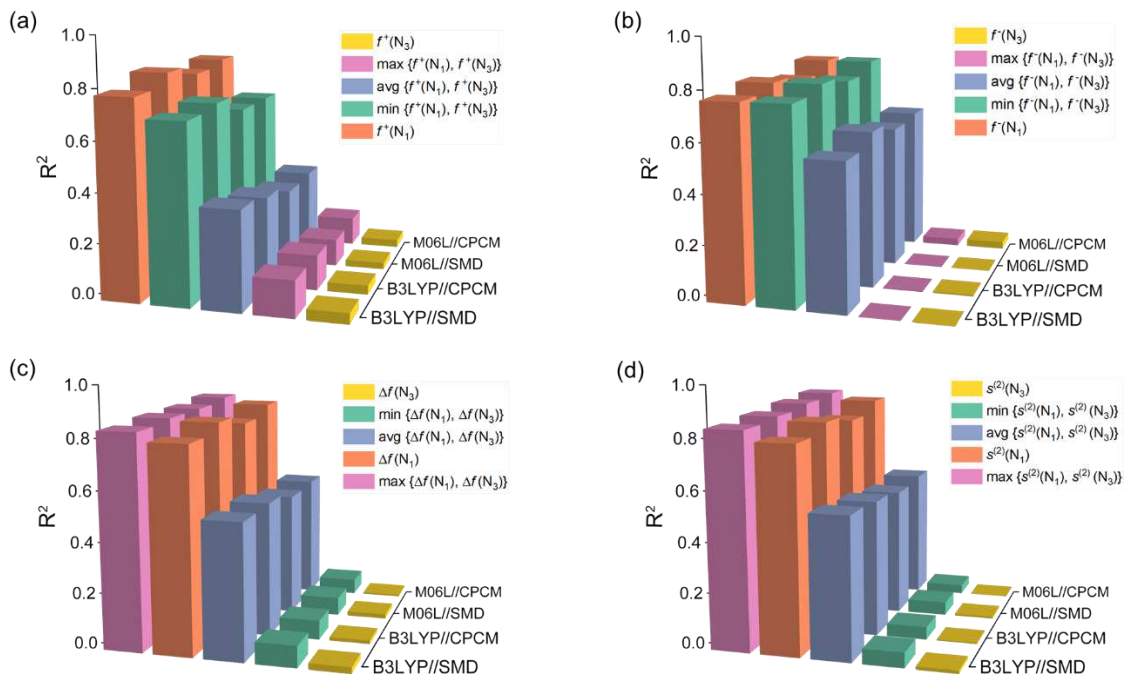 (a)
1.0
0.8
0.6
0.4
0.2
0.0
R²
f⁺(N₃)
max {f⁺(N₁), f⁺(N₃)}
avg {f⁺(N₁), f⁺(N₃)}
min {f⁺(N₁), f⁺(N₃)}
f⁺(N₁)
M06L//CPCM
M06L//SMD
B3LYP//CPCM
B3LYP//SMD
(b)
1.0
0.8
0.6
0.4
0.2
0.0
R²
f⁻(N₃)
max {f⁻(N₁), f⁻(N₃)}
avg {f⁻(N₁), f⁻(N₃)}
min {f⁻(N₁), f⁻(N₃)}
f⁻(N₁)
M06L//CPCM
M06L//SMD
B3LYP//CPCM
B3LYP//SMD
(c)
1.0
0.8
0.6
0.4
0.2
0.0
R²
Δf(N₃)
min {Δf(N₁), Δf(N₃)}
avg {Δf(N₁), Δf(N₃)}
Δf(N₁)
max {Δf(N₁), Δf(N₃)}
M06L//CPCM
M06L//SMD
B3LYP//CPCM
B3LYP//SMD
(d)
1.0
0.8
0.6
0.4
0.2
0.0
R²
s⁽²⁾(N₃)
min {s⁽²⁾(N₁), s⁽²⁾(N₃)}
avg {s⁽²⁾(N₁), s⁽²⁾(N₃)}
s⁽²⁾(N₁)
max {s⁽²⁾(N₁), s⁽²⁾ (N₃)}
M06L//CPCM
M06L//SMD
B3LYP//CPCM
B3LYP//SMD